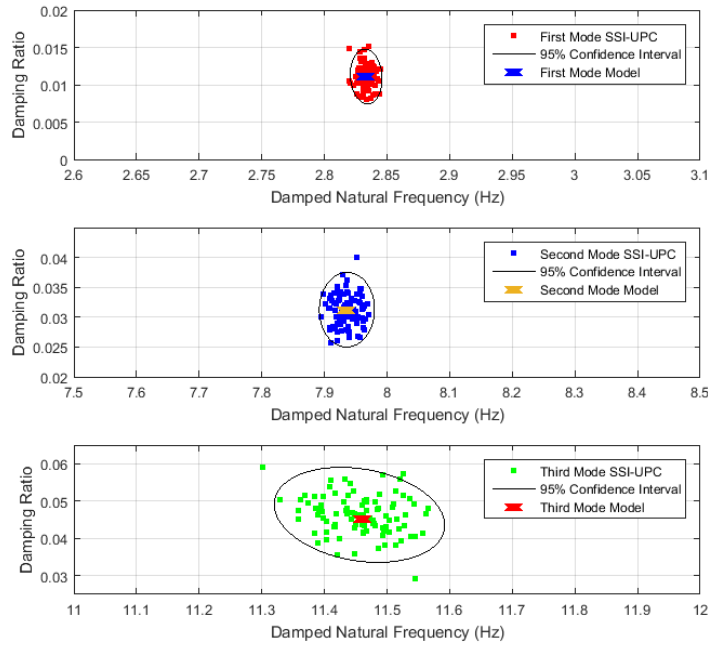 0.02
0.015
0.01
0.005
0
Damping Ratio
First Mode SSI-UPC
95% Confidence Interval
First Mode Model
2.6 2.65 2.7 2.75 2.8 2.85 2.9 2.95 3 3.05 3.1
Damped Natural Frequency (Hz)
0.04
0.03
0.02
Damping Ratio
Second Mode SSI-UPC
95% Confidence Interval
Second Mode Model
7.5 7.6 7.7 7.8 7.9 8 8.1 8.2 8.3 8.4 8.5
Damped Natural Frequency (Hz)
0.06
0.05
0.04
0.03
Damping Ratio
Third Mode SSI-UPC
95% Confidence Interval
Third Mode Model
11 11.1 11.2 11.3 11.4 11.5 11.6 11.7 11.8 11.9 12
Damped Natural Frequency (Hz)